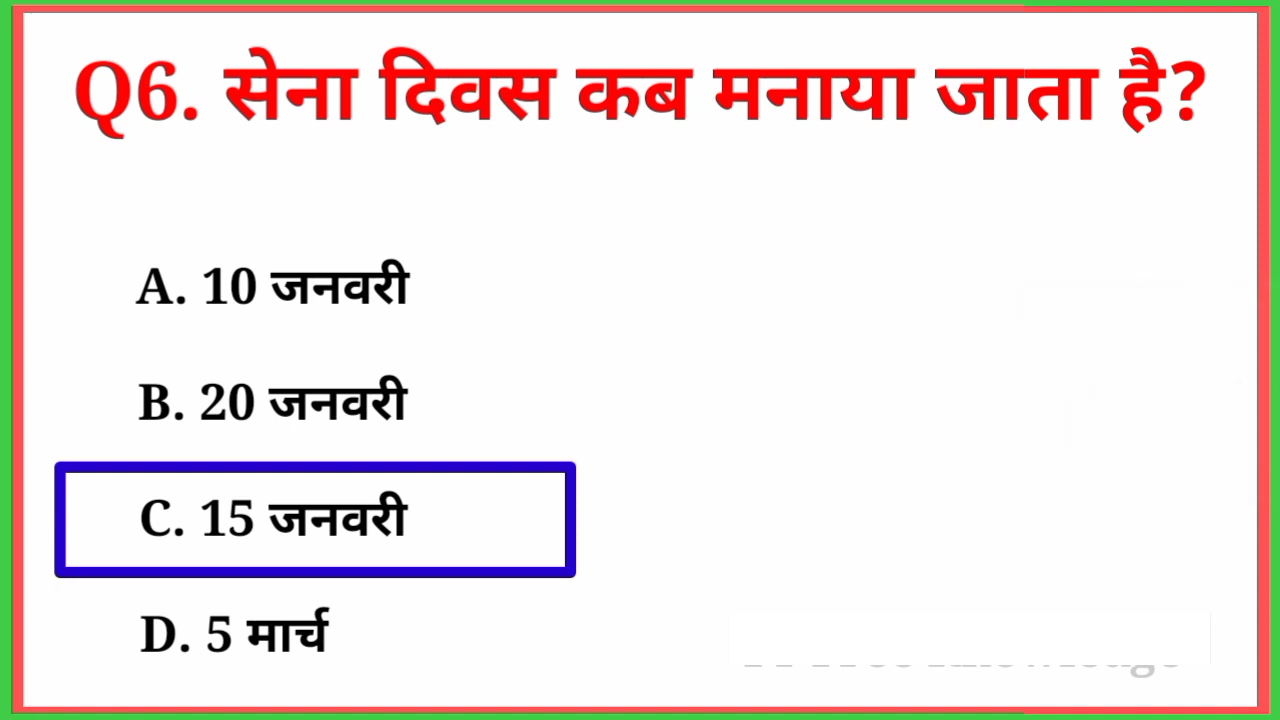 Q6. सेना दिवस कब मनाया जाता है?
A. 10 जनवरी
B. 20 जनवरी
C. 15 जनवरी
D. 5 मार्च